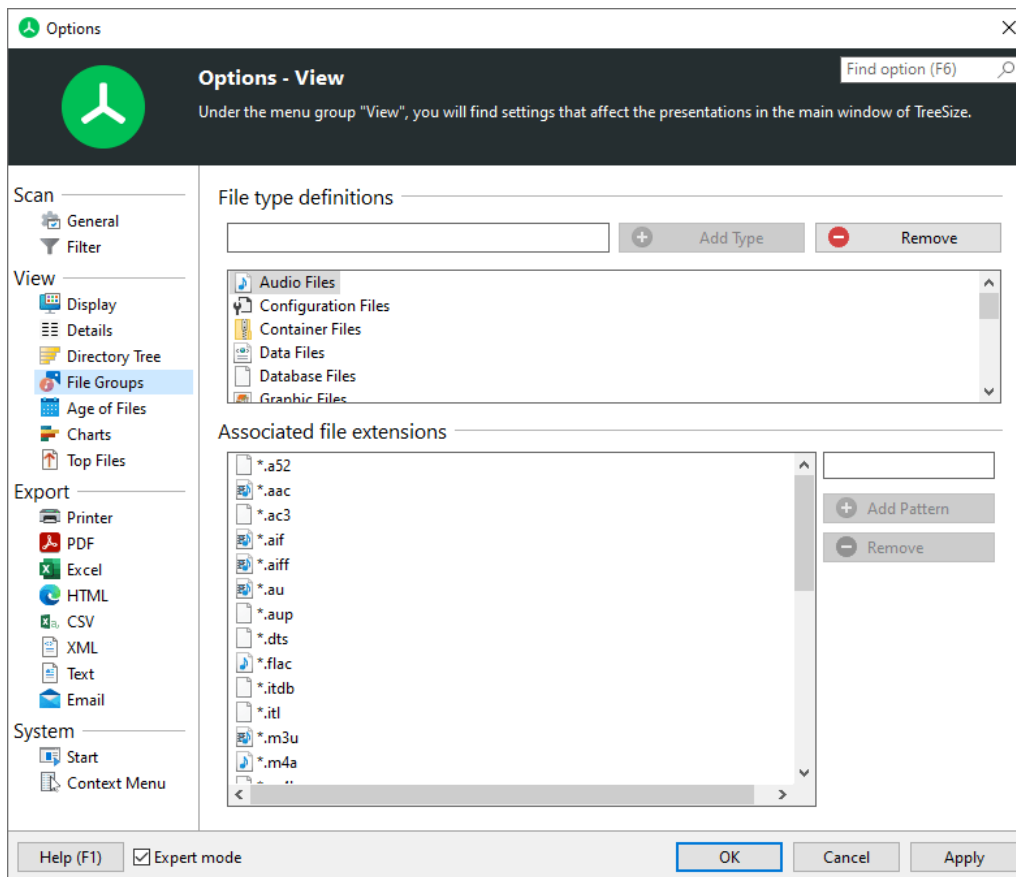 Options
Options - View
Find option (F6)
Under the menu group "View", you will find settings that affect the presentations in the main window of TreeSize.
Scan
General
Filter
View
Display
Details
Directory Tree
File Groups
Age of Files
Charts
Top Files
Export
Printer
PDF
Excel
HTML
CSV
XML
Text
Email
System
Start
Context Menu
File type definitions
Add Type
Remove
Audio Files
Configuration Files
Container Files
Data Files
Database Files
Graphic Files
Associated file extensions
*.a52
*.aac
*.ac3
*.aif
*.aiff
*.au
*.aup
*.dts
*.flac
*.itdb
*.itl
*.m3u
*.m4a
Add Pattern
Remove
Help (F1)
Expert mode
OK
Cancel
Apply